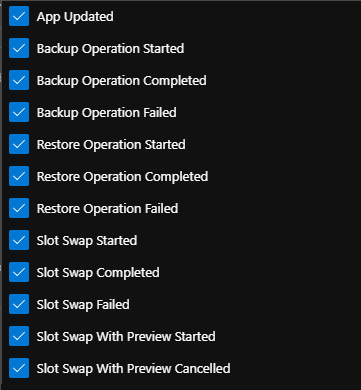 App Updated
Backup Operation Started
Backup Operation Completed
Backup Operation Failed
Restore Operation Started
Restore Operation Completed
Restore Operation Failed
Slot Swap Started
Slot Swap Completed
Slot Swap Failed
Slot Swap With Preview Started
Slot Swap With Preview Cancelled